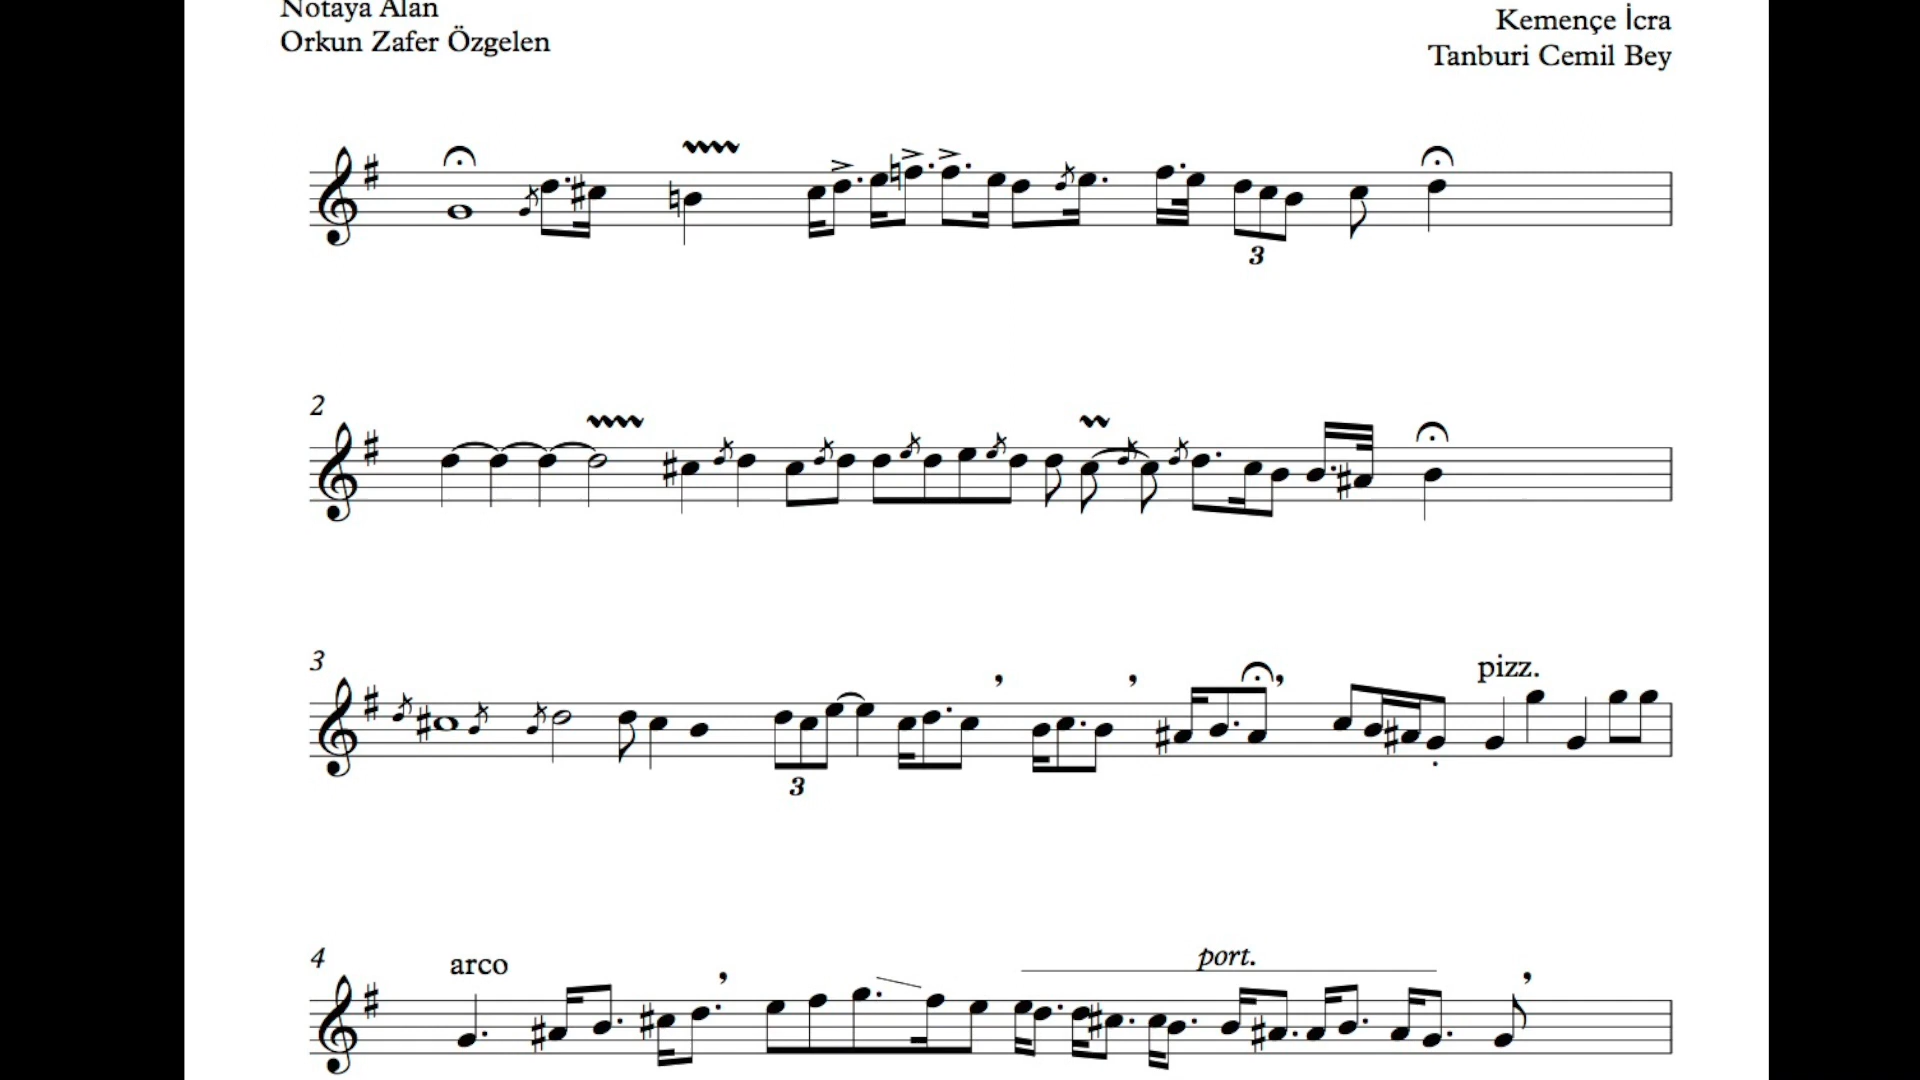 Notaya Alan
Kemençe İcra
Orkun Zafer Özgelen
Tanburi Cemil Bey
3
2
3
pizz.
3
4
arco
port.